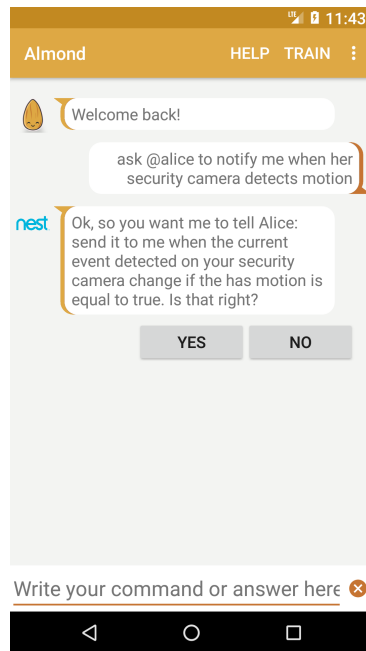 LTE 11:43
Almond HELP TRAIN
Welcome back!
ask @alice to notify me when her
security camera detects motion
nest
Ok, so you want me to tell Alice:
send it to me when the current
event detected on your security
camera change if the has motion is
equal to true. Is that right?
YES NO
Write your command or answer here